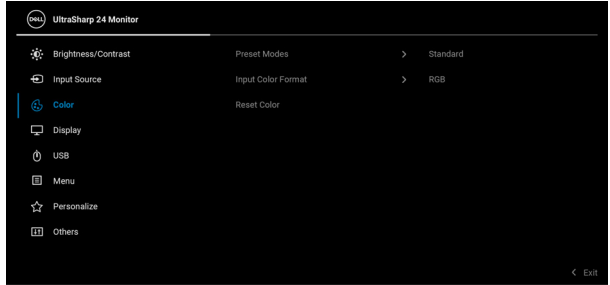 DELL UltraSharp 24 Monitor
Brightness/Contrast Preset Modes > Standard
Input Source Input Color Format > RGB
Color Reset Color
Display
USB
Menu
Personalize
Others
< Exit